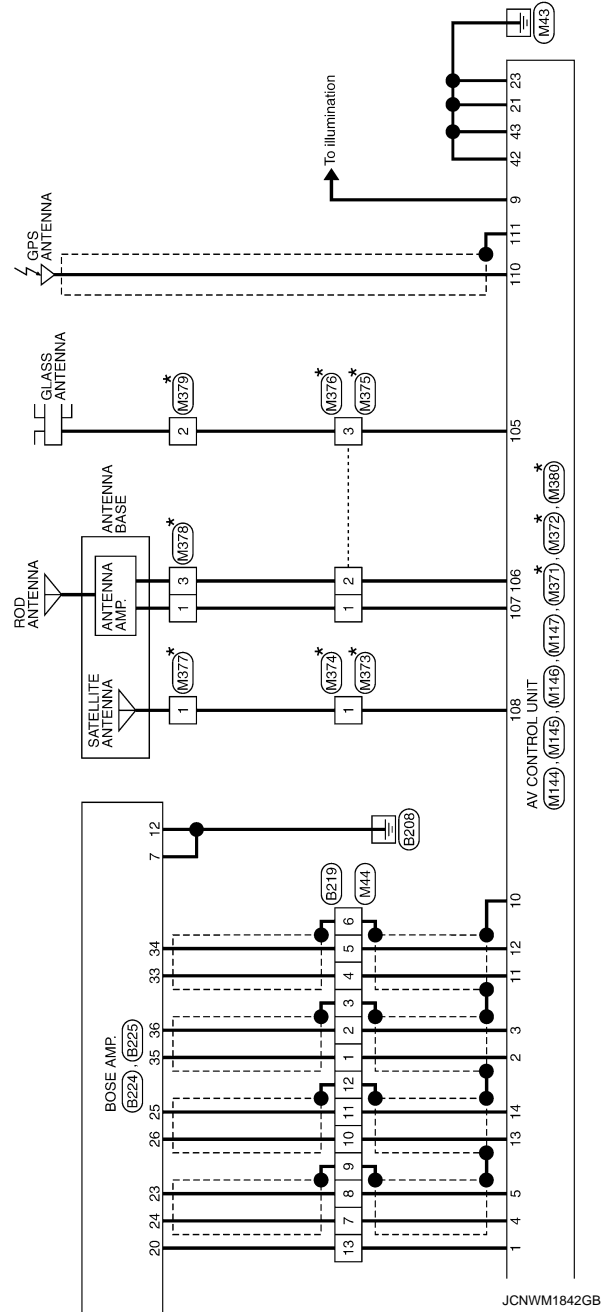 ROD
ANTENNA
SATELLITE
ANTENNA
ANTENNA
AMP.
ANTENNA
BASE
GLASS
ANTENNA
GPS
ANTENNA
To illumination
M43
BOSE AMP.
B224 , B225
20 24 23 26 25 35 36 33 34 7 12
B208
1 * M377
1 3 * M378
2 * M379
13 7 8 9 10 11 12 1 2 3 4 5 6
B219
M44
1 * M374
* M373
1 2 3 * M376
* M375
1 4 5 13 14 2 3 11 12 10
108 107 106 105 110 111 9 42 43 21 23
AV CONTROL UNIT
M144 , M145 , M146 , M147 , * M371 , * M372 , * M380
JCNWM1842GB